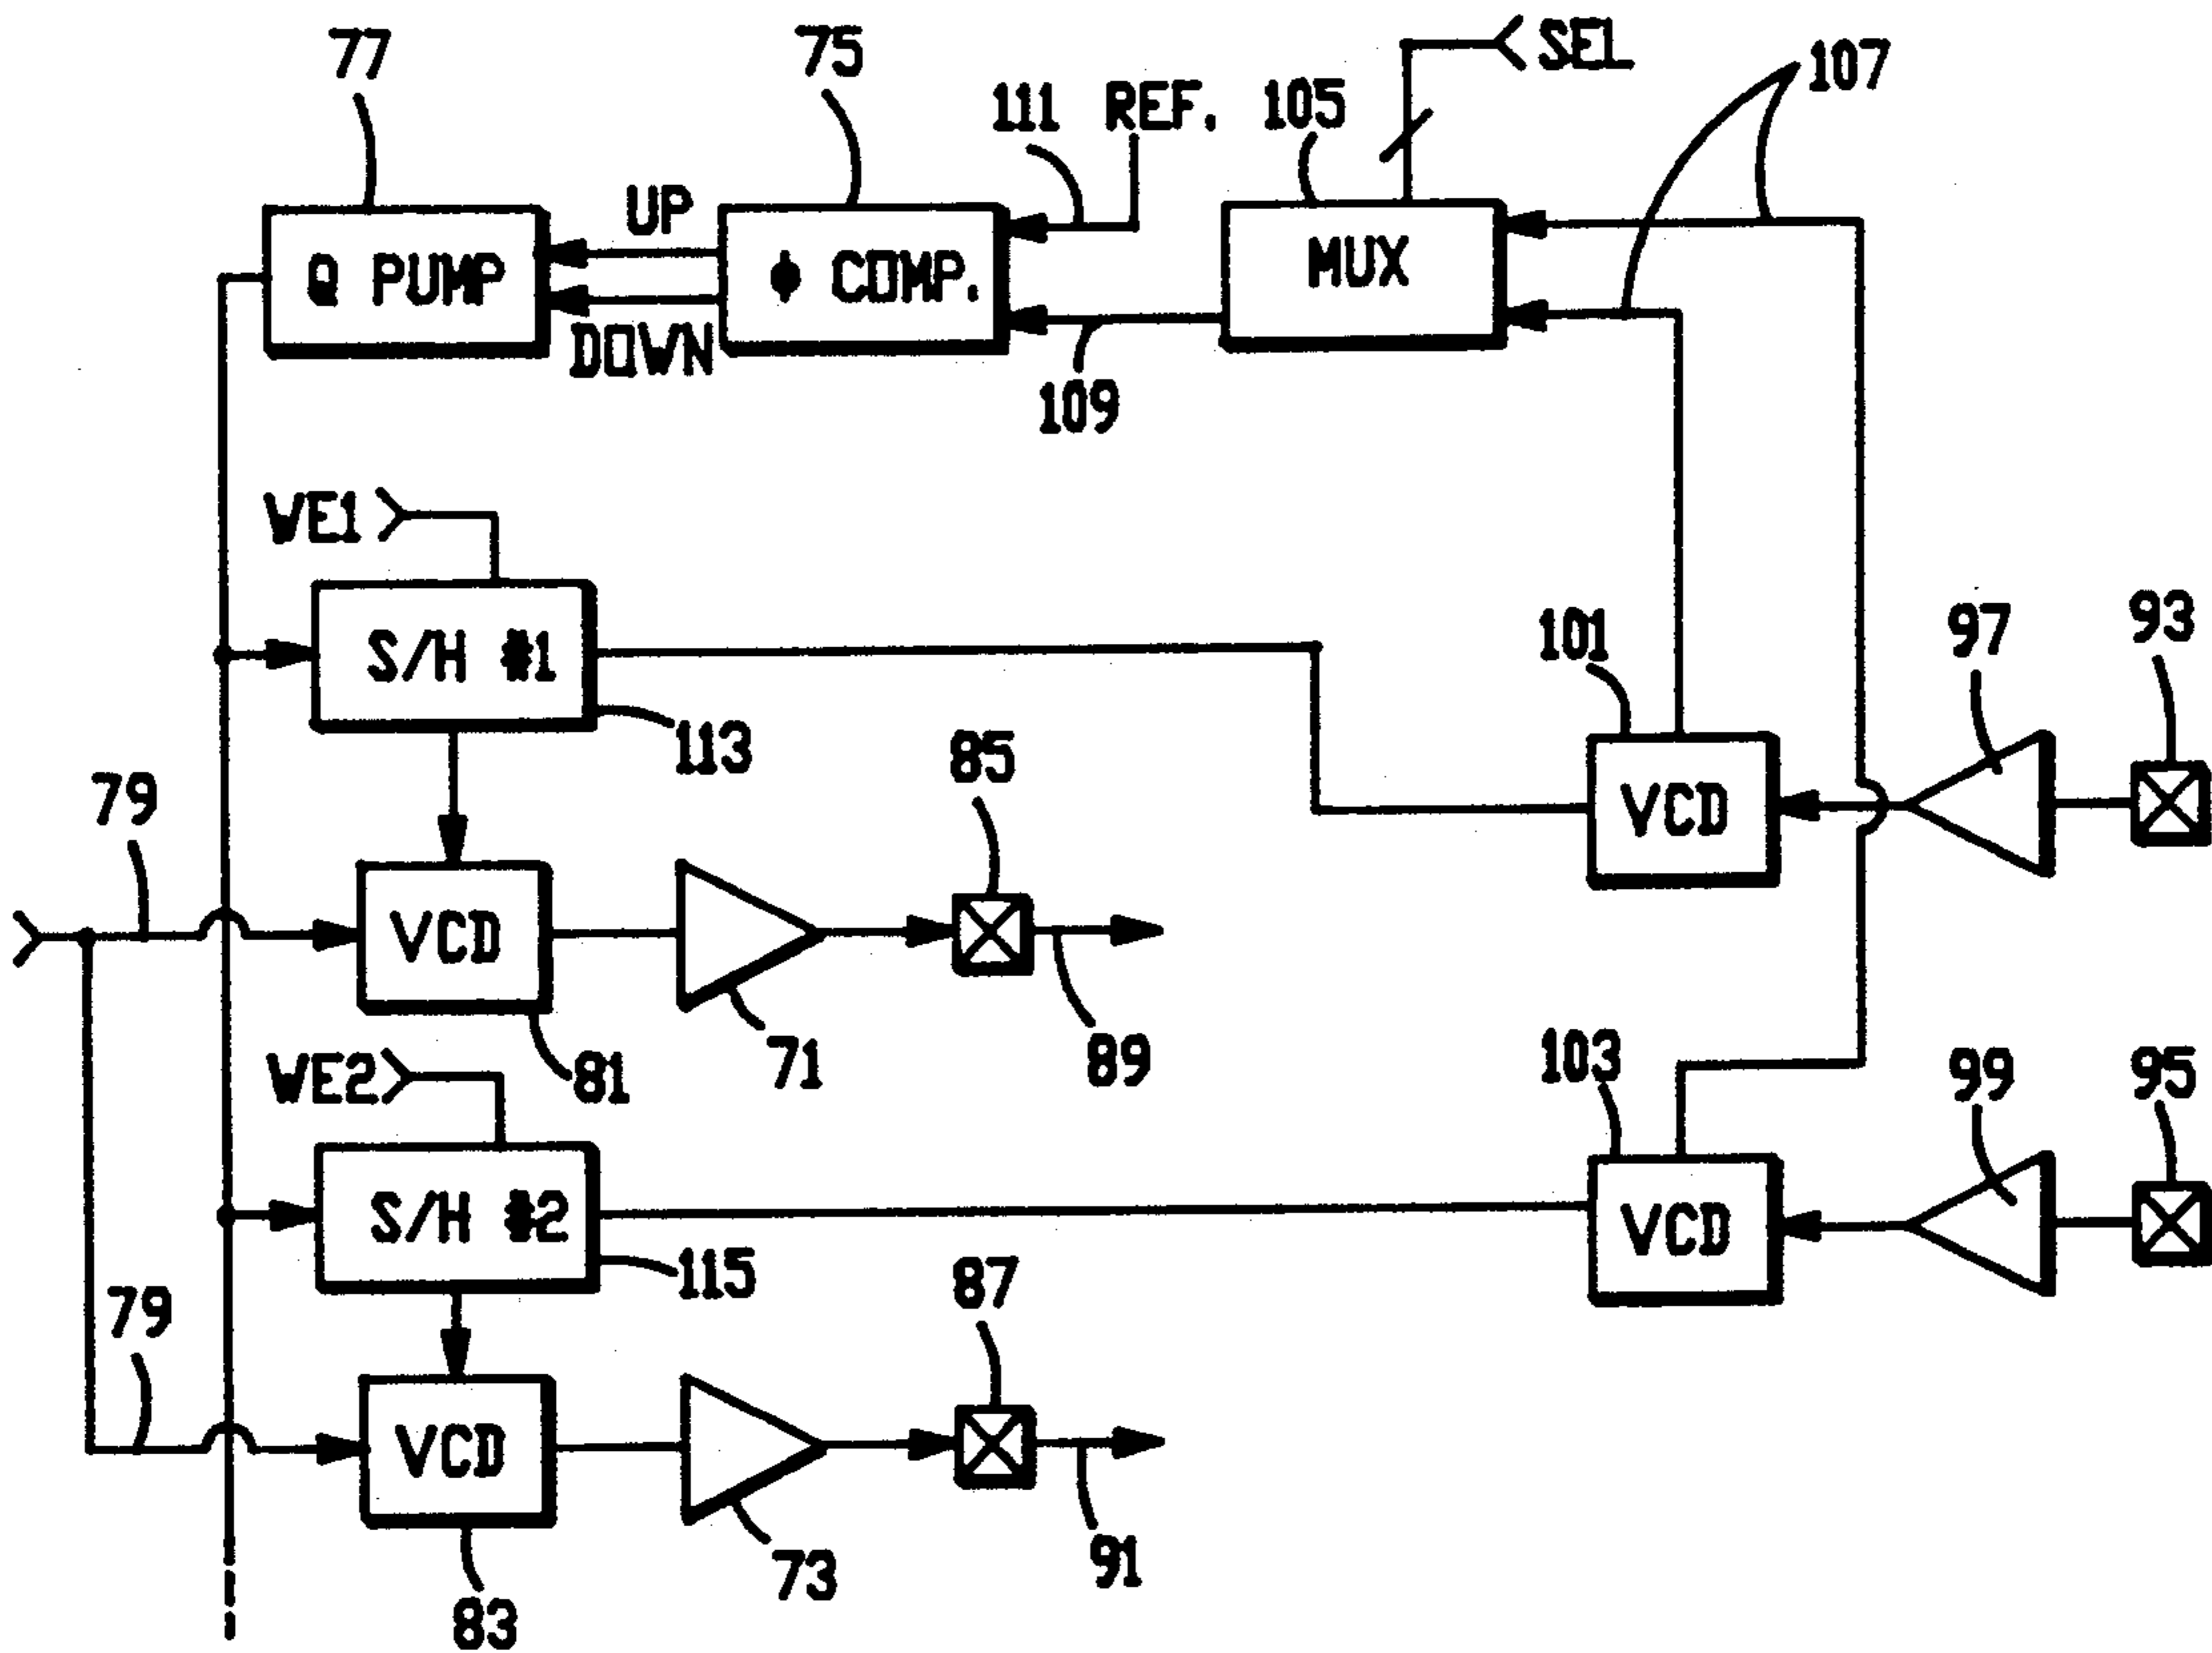 77
75
SEL
107
111 REF. 105
UP
Q PUMP
ϕ COMP.
MUX
DOWN
109
WE1
S/H #1
113
101
97
93
79
85
VCD
VCD
71
89
81
WE2
103
99
95
S/H #2
115
VCD
79
87
VCD
73
91
83